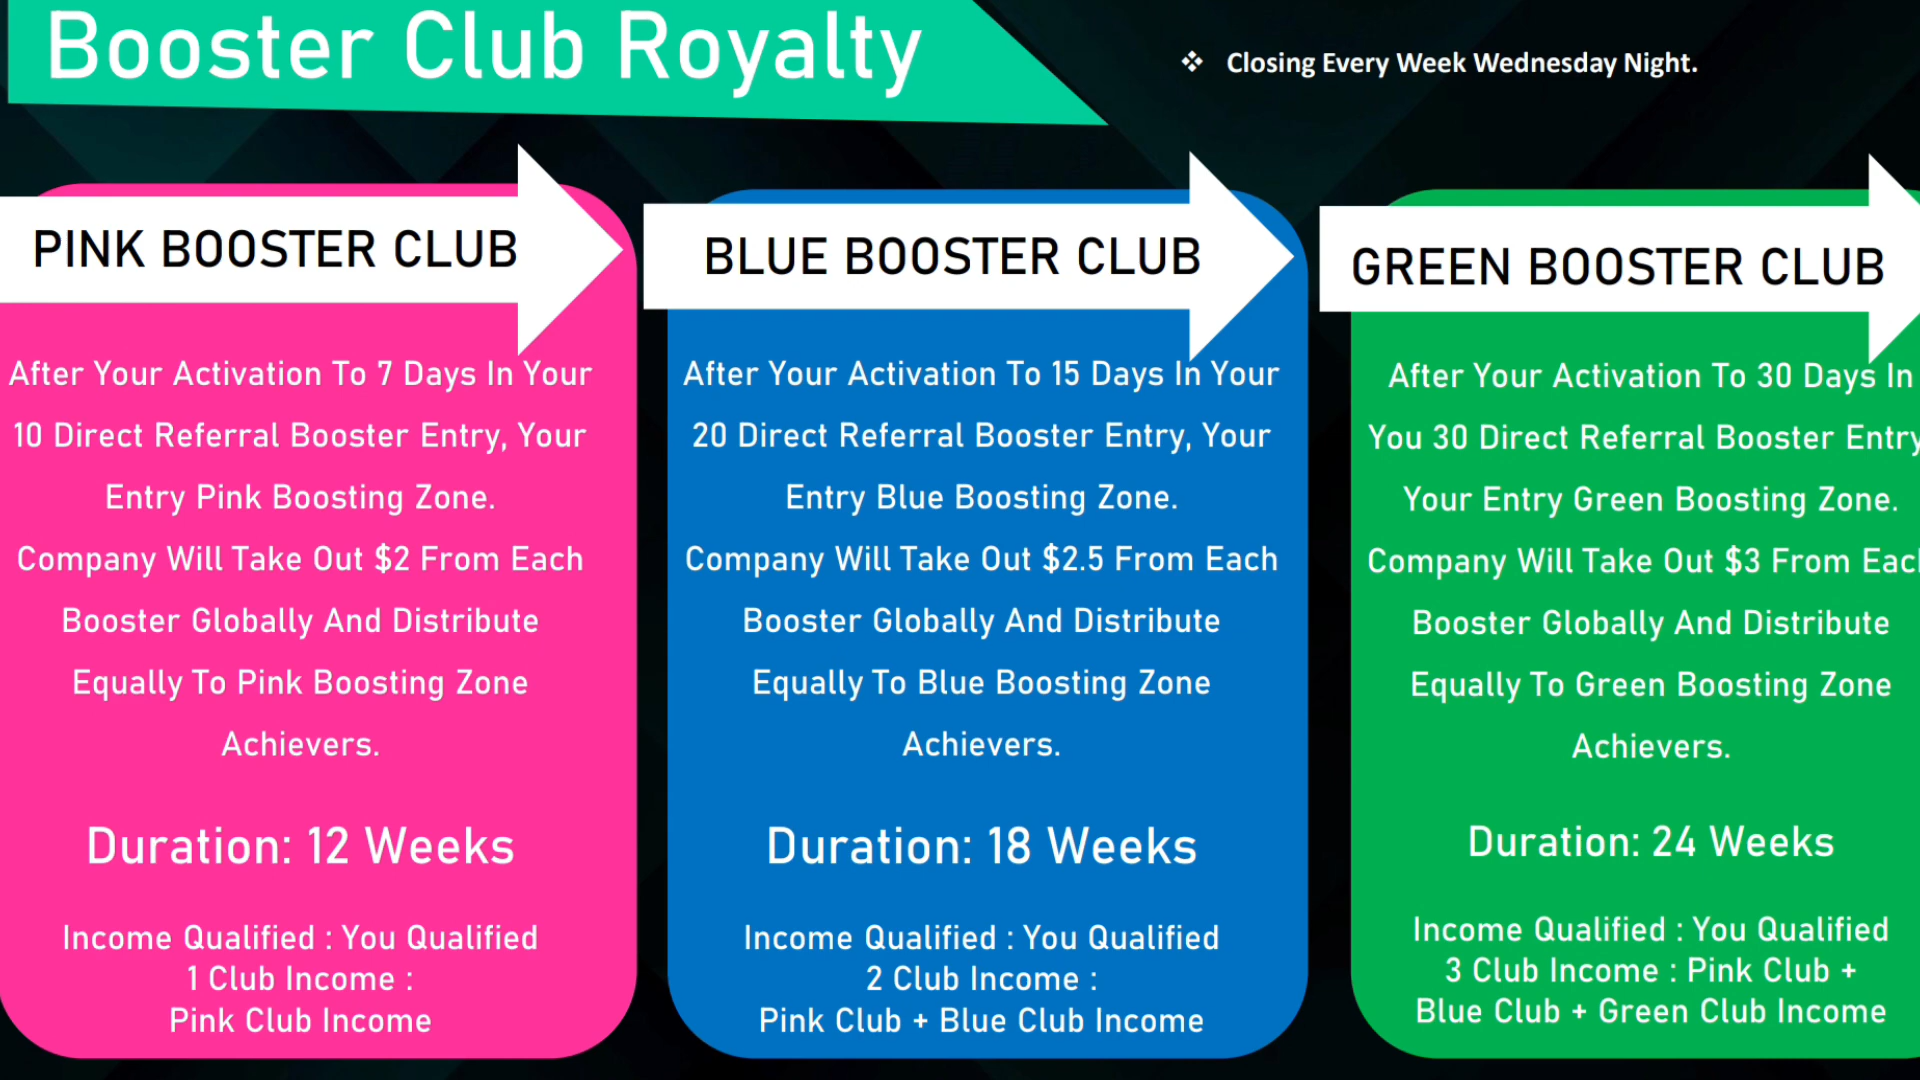 Booster Club Royalty
❖ Closing Every Week Wednesday Night.
PINK BOOSTER CLUB
After Your Activation To 7 Days In Your
10 Direct Referral Booster Entry, Your
Entry Pink Boosting Zone.
Company Will Take Out $2 From Each
Booster Globally And Distribute
Equally To Pink Boosting Zone
Achievers.
Duration: 12 Weeks
Income Qualified : You Qualified
1 Club Income :
Pink Club Income
BLUE BOOSTER CLUB
After Your Activation To 15 Days In Your
20 Direct Referral Booster Entry, Your
Entry Blue Boosting Zone.
Company Will Take Out $2.5 From Each
Booster Globally And Distribute
Equally To Blue Boosting Zone
Achievers.
Duration: 18 Weeks
Income Qualified : You Qualified
2 Club Income :
Pink Club + Blue Club Income
GREEN BOOSTER CLUB
After Your Activation To 30 Days In
You 30 Direct Referral Booster Entry
Your Entry Green Boosting Zone.
Company Will Take Out $3 From Each
Booster Globally And Distribute
Equally To Green Boosting Zone
Achievers.
Duration: 24 Weeks
Income Qualified : You Qualified
3 Club Income : Pink Club +
Blue Club + Green Club Income